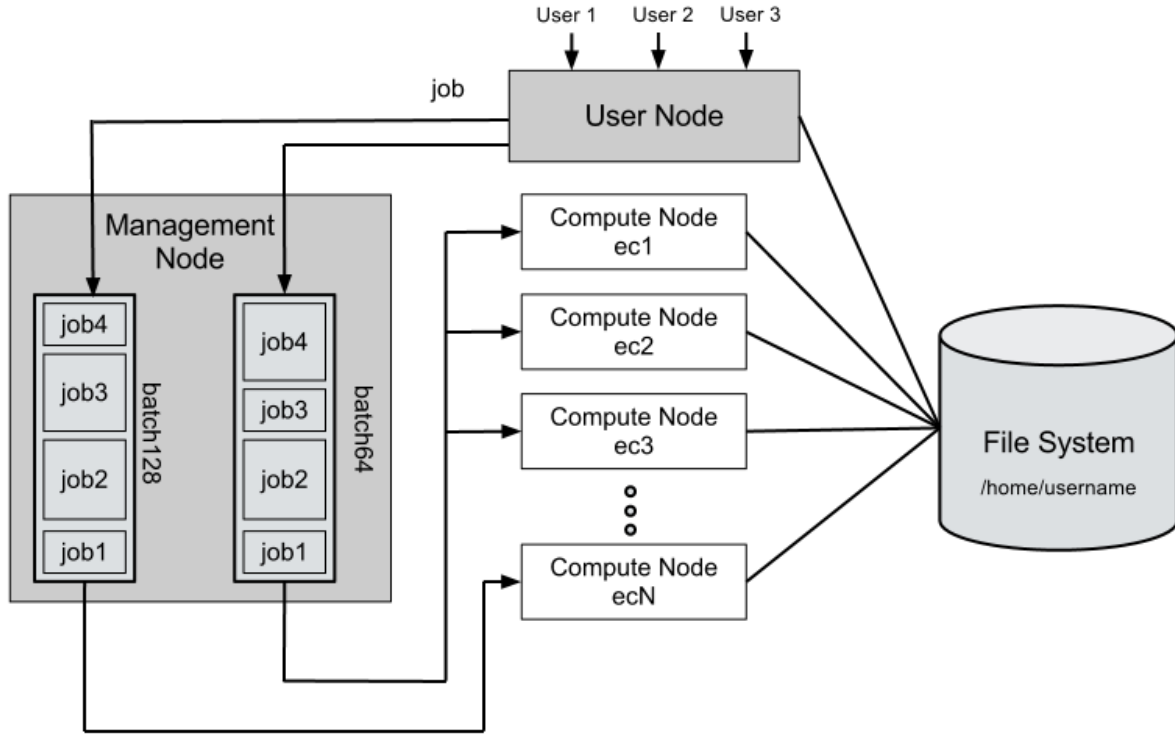 User 1
User 2
User 3
job
User Node
Management
Node
job4
job3
job2
job1
batch128
job4
job3
job2
job1
batch64
Compute Node
ec1
Compute Node
ec2
Compute Node
ec3
Compute Node
ecN
File System
/home/username